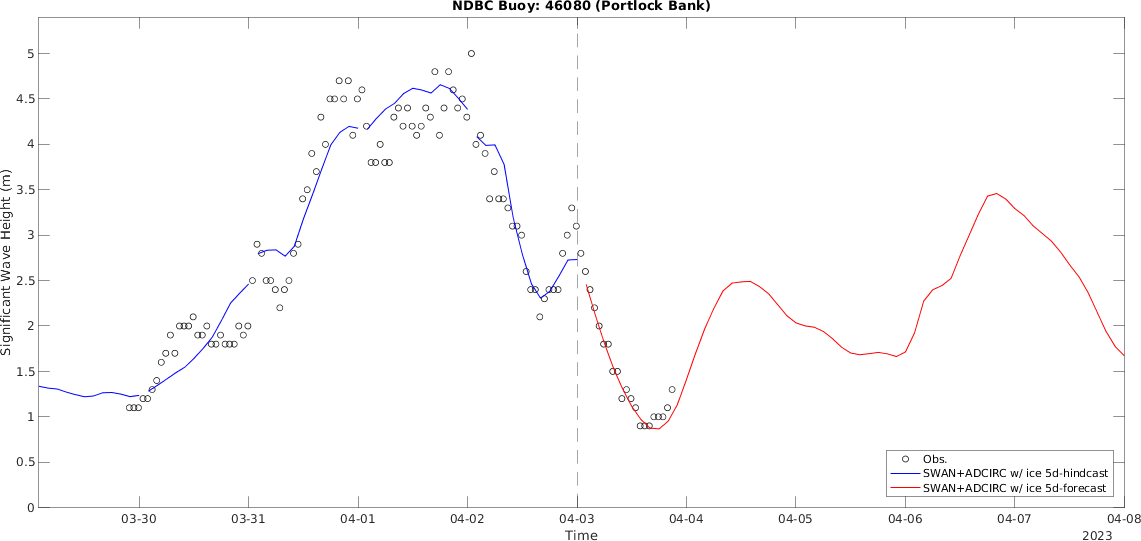 NDBC Buoy: 46080 (Portlock Bank)
5
4.5
4
3.5
3
2.5
2
1.5
1
0.5
0
Significant Wave Height (m)
Obs.
SWAN+ADCIRC w/ ice 5d-hindcast
SWAN+ADCIRC w/ ice 5d-forecast
03-30 03-31 04-01 04-02 04-03 04-04 04-05 04-06 04-07 04-08
Time
2023